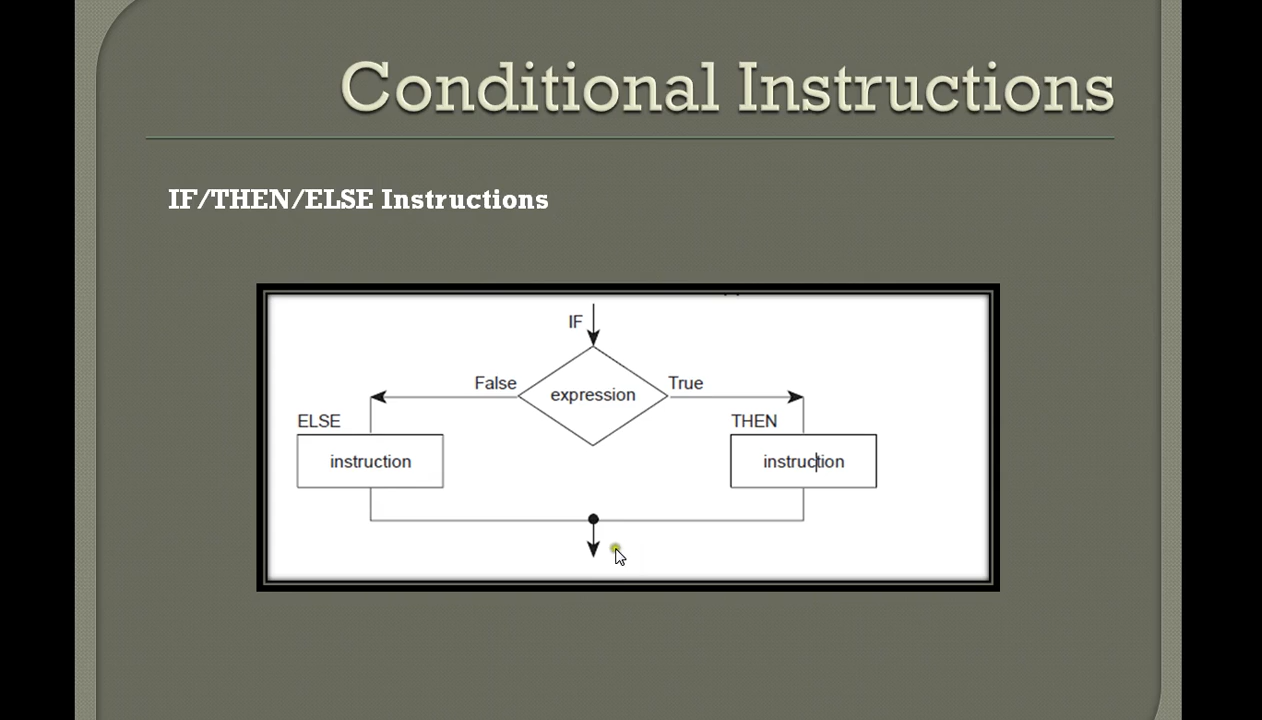 Conditional Instructions
IF/THEN/ELSE Instructions
IF
False
expression
True
ELSE
THEN
instruction
instruction